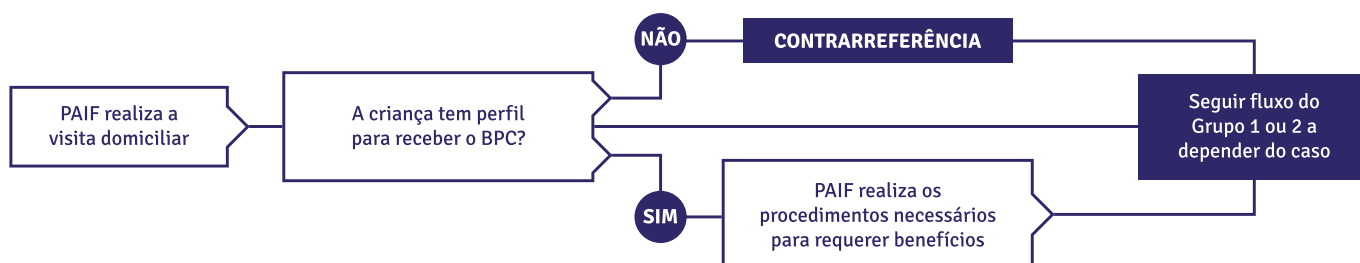 PAIF realiza a
visita domiciliar
A criança tem perfil
para receber o BPC?
NÃO
CONTRARREFERÊNCIA
SIM
PAIF realiza os
procedimentos necessários
para requerer benefícios
Seguir fluxo do
Grupo 1 ou 2 a
depender do caso